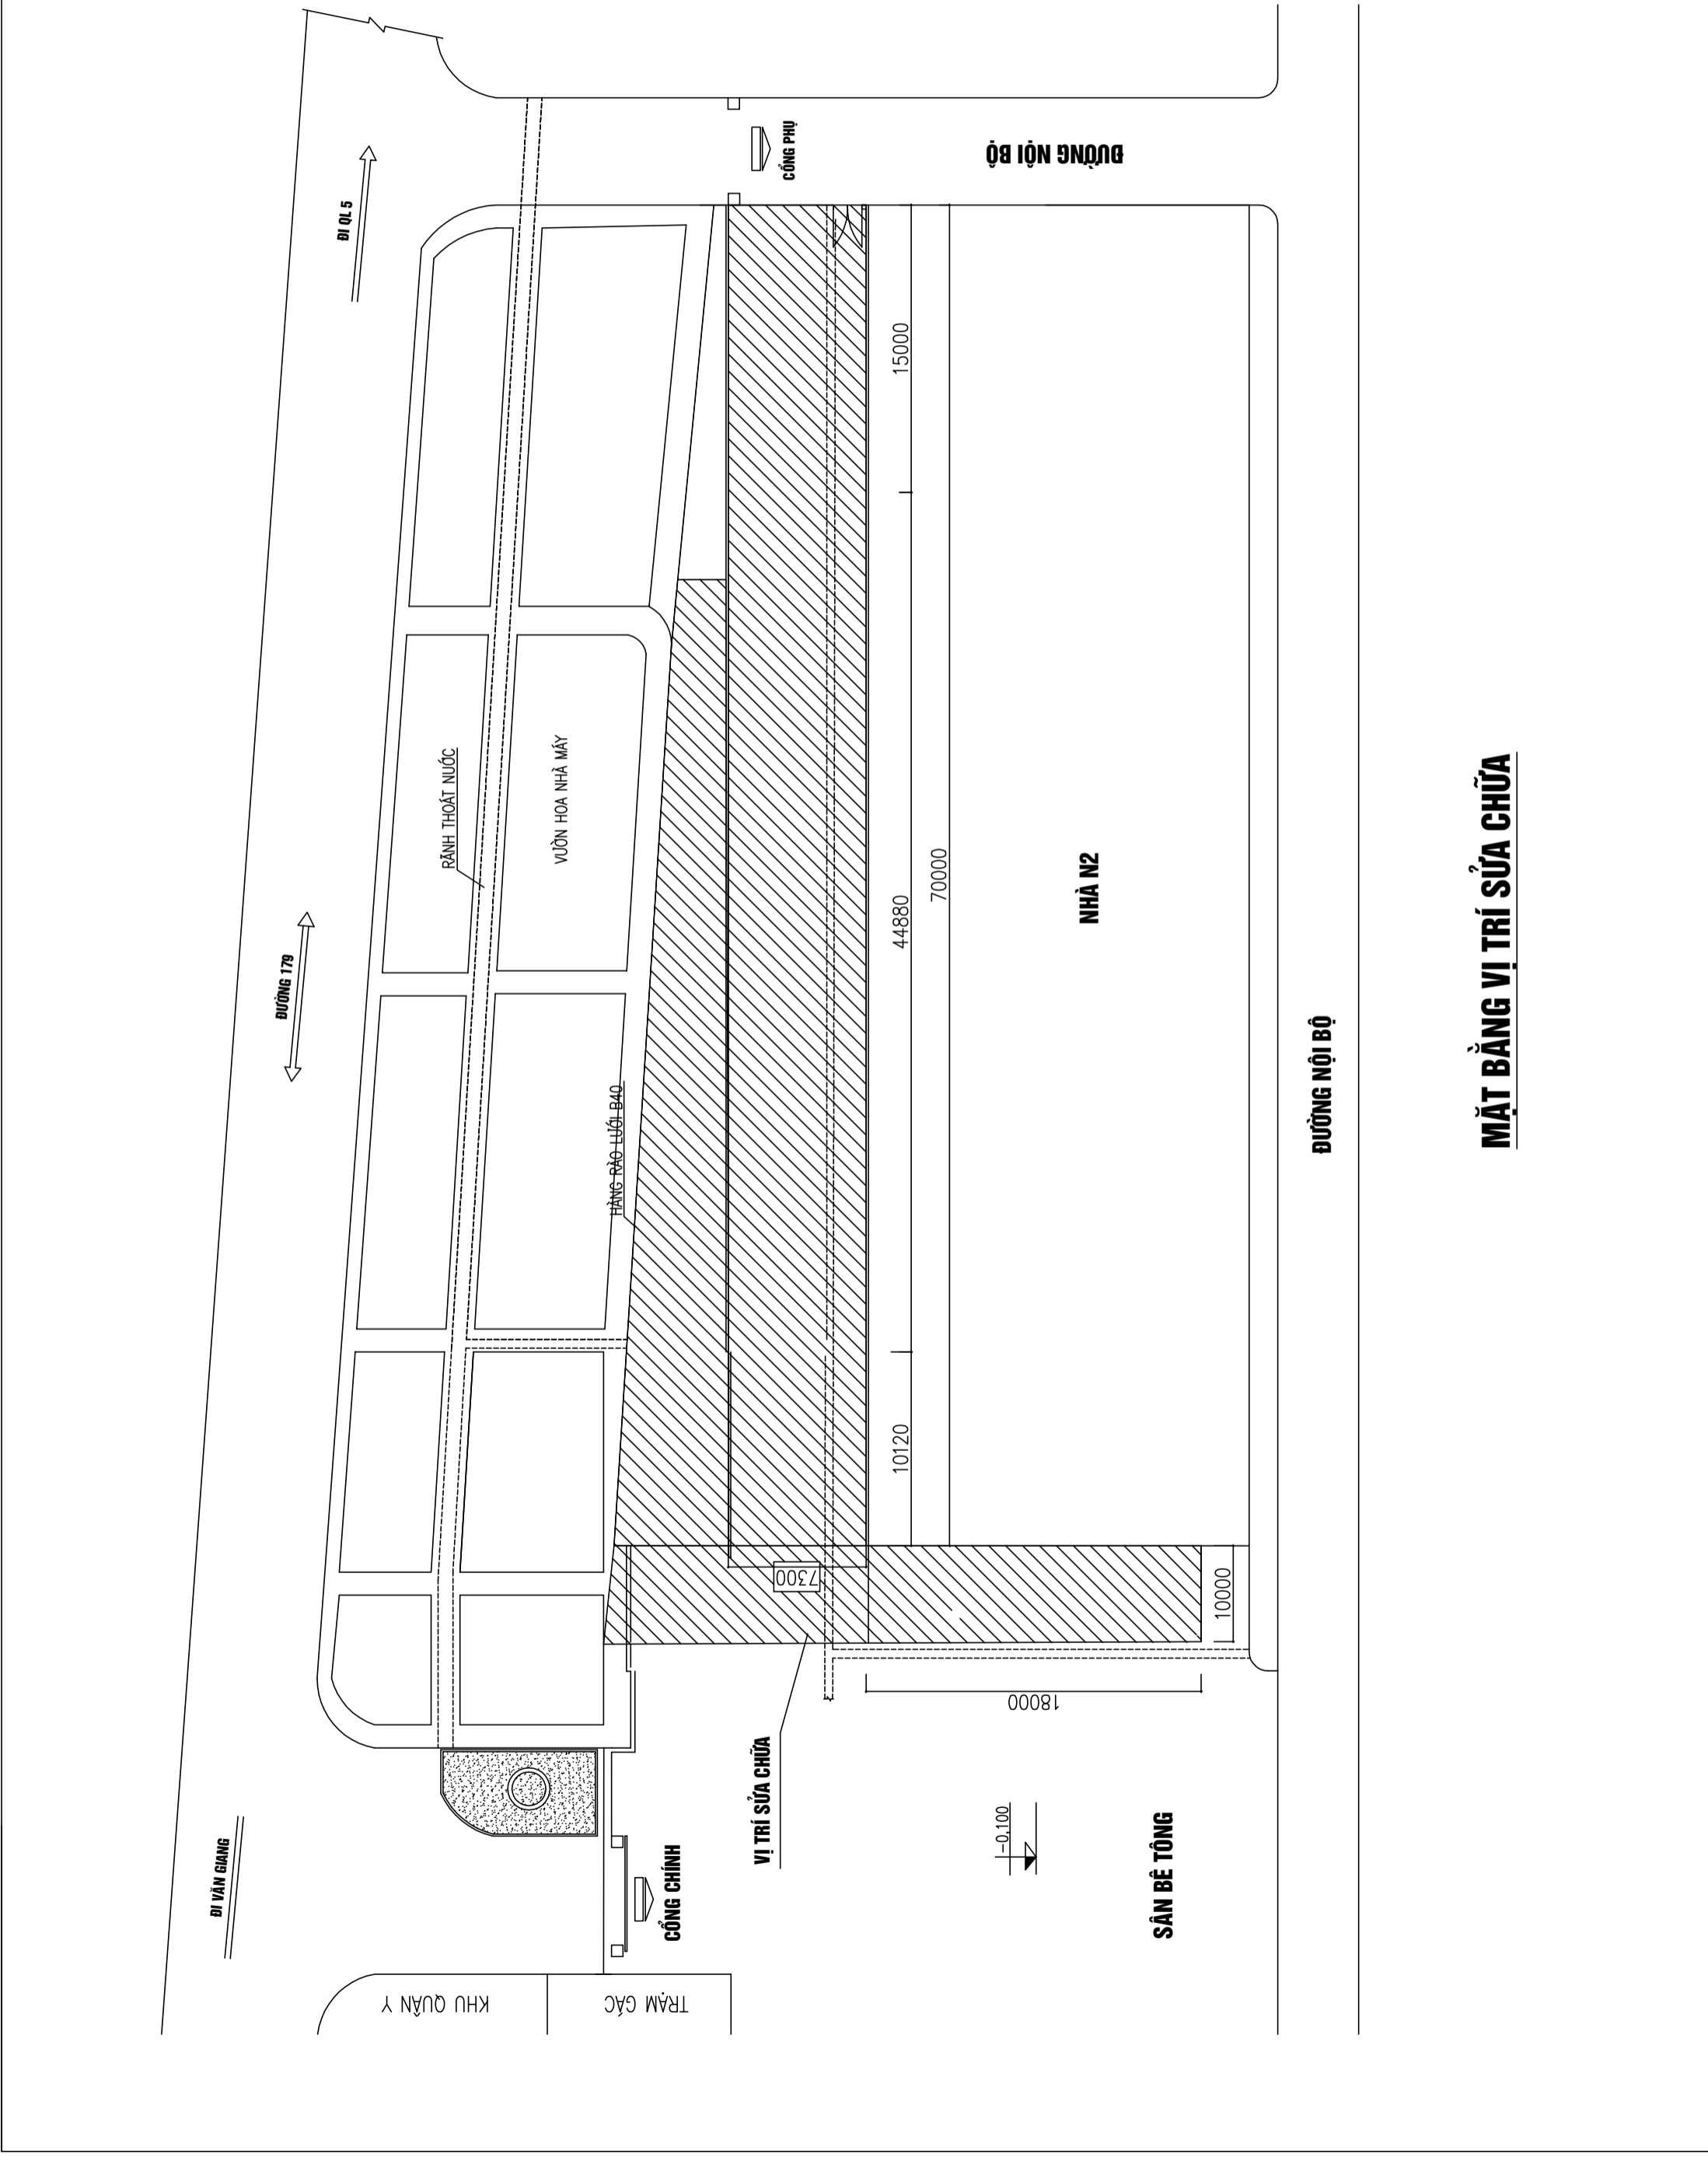 ĐI QL 5
ĐƯỜNG 179
ĐI VĂN GIANG
RÃNH THOÁT NƯỚC
VƯỜN HOA NHÀ MÁY
HÀNG RÀO LƯỚI B40
CỔNG PHỤ
ĐƯỜNG NỘI BỘ
15000
44880
10120
70000
NHÀ N2
7300
10000
18000
VỊ TRÍ SỬA CHỮA
CỔNG CHÍNH
-0,100
SÂN BÊ TÔNG
KHU QUÂN Y
TRẠM GÁC
ĐƯỜNG NỘI BỘ
MẶT BẰNG VỊ TRÍ SỬA CHỮA